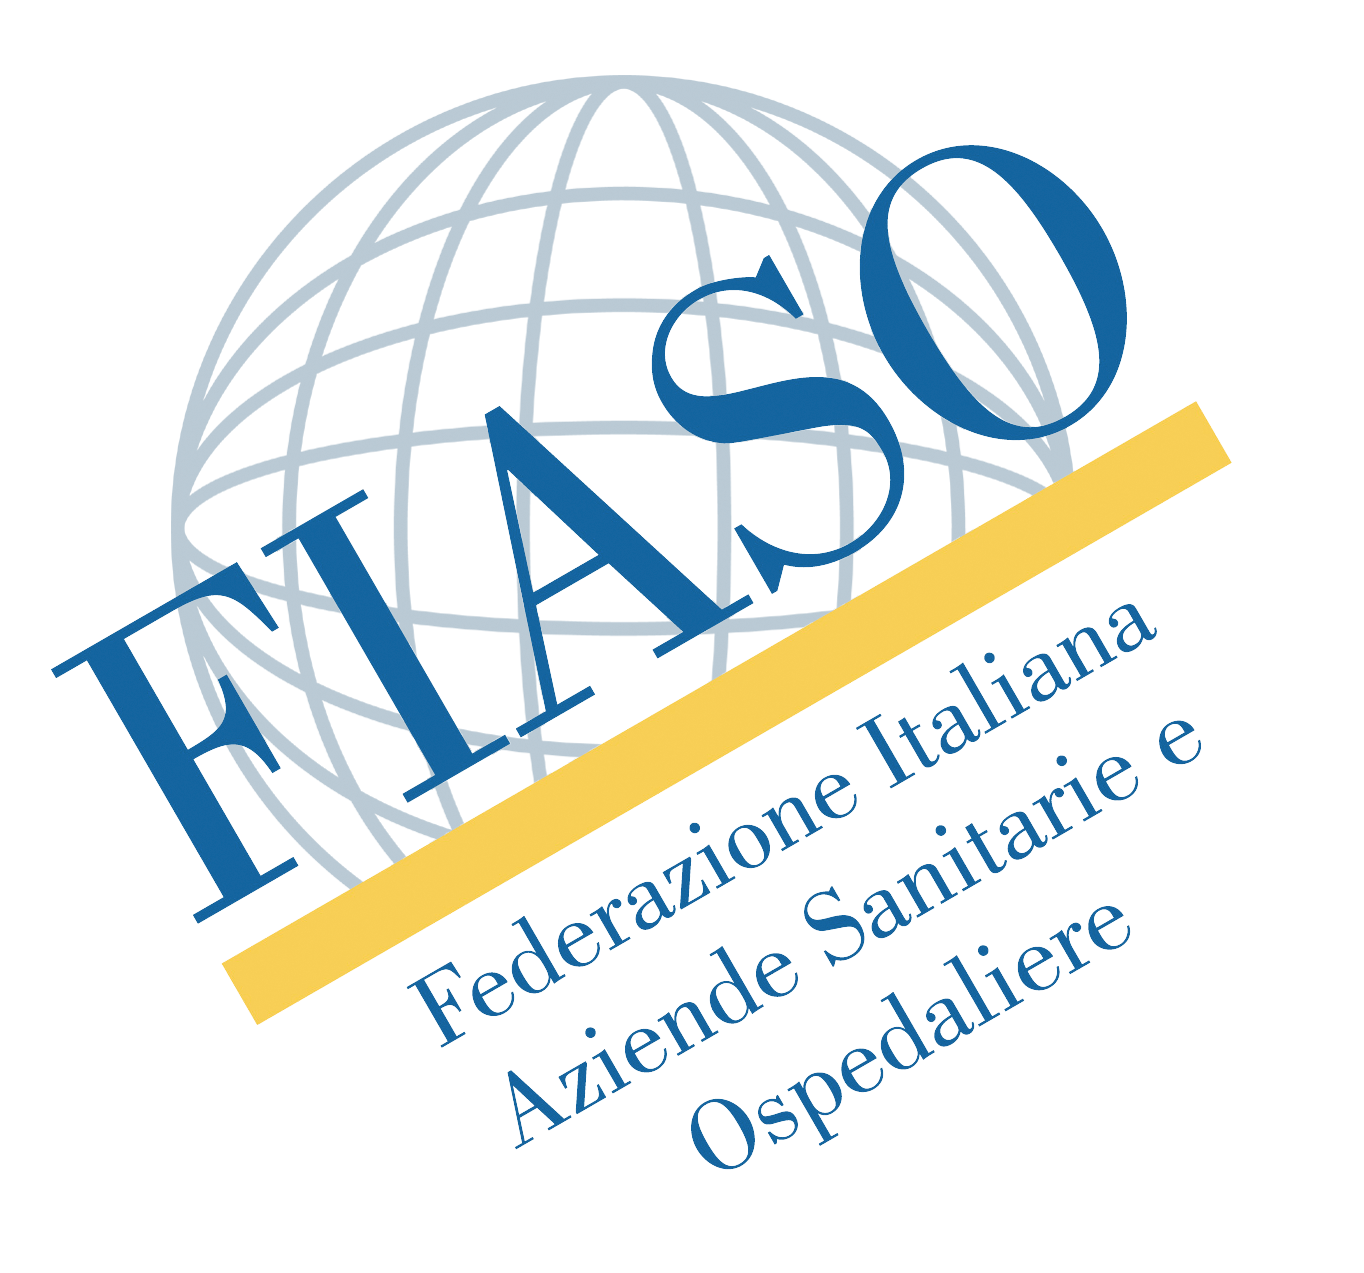 FIASO
Federazione Italiana
Aziende Sanitarie e
Ospedaliere